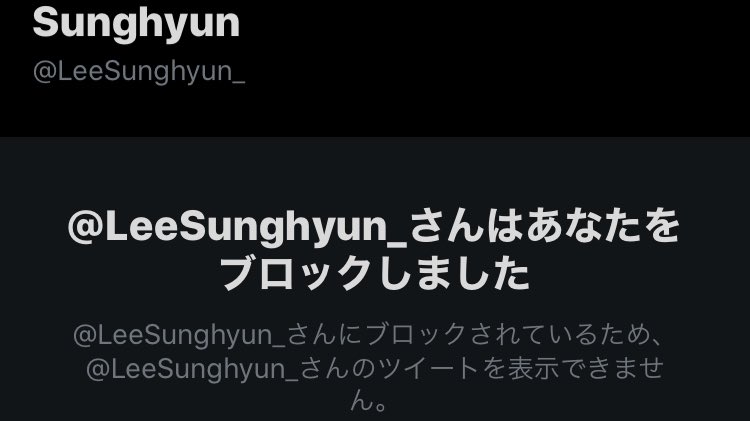 Sunghyun
@LeeSunghyun_
@LeeSunghyun_さんはあなたを
ブロックしました
@LeeSunghyun_さんにブロックされているため、
@LeeSunghyun_さんのツイートを表示できませ
ん。